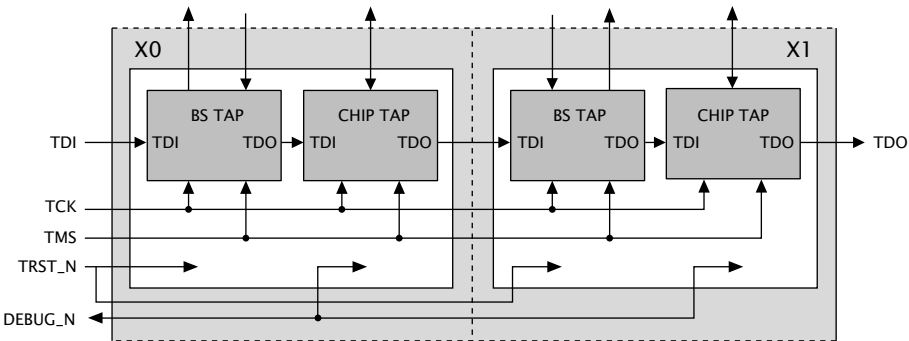 X0
X1
BS TAP
CHIP TAP
BS TAP
CHIP TAP
TDI
TDI
TDO
TDI
TDO
TDI
TDO
TDI
TDO
TDO
TCK
TMS
TRST_N
DEBUG_N